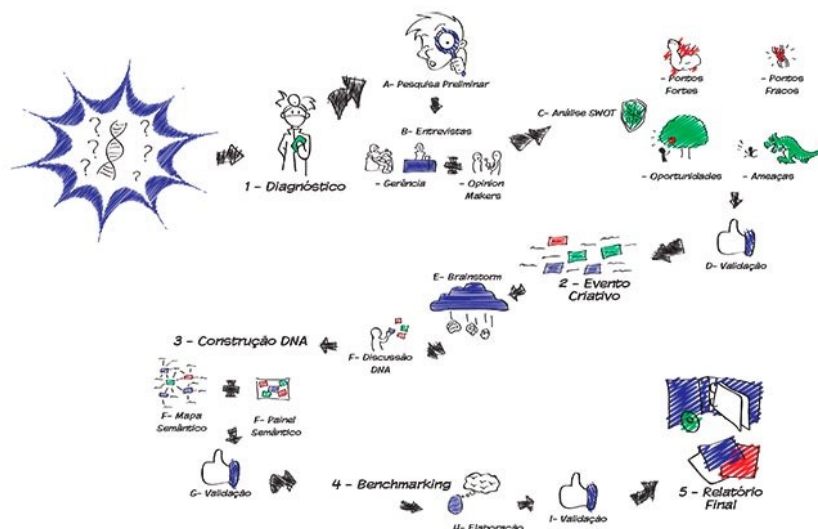 ? ? ? ? ? ?
1 - Diagnóstico
A- Pesquisa Preliminar
B- Entrevistas
- Gerência
- Opinion
Makers
C- Análise SWOT
- Pontos
Fortes
- Pontos
Fracos
- Oportunidades
- Ameaças
D- Validação
2 - Evento
Criativo
E- Brainstorm
F- Discussão
DNA
3 - Construção DNA
F- Mapa
Semântico
F- Painel
Semântico
G- Validação
4 - Benchmarking
H- Elaboração
I- Validação
5 - Relatório
Final